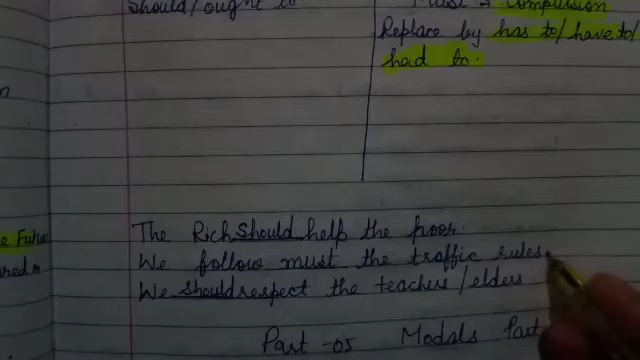 should/ought to
Must → Compulsion
Replace by has to/have to/
had to.
The Rich should help the poor.
We follow must the traffic rules.
We should respect the teachers/elders
Part -05 Modals Part